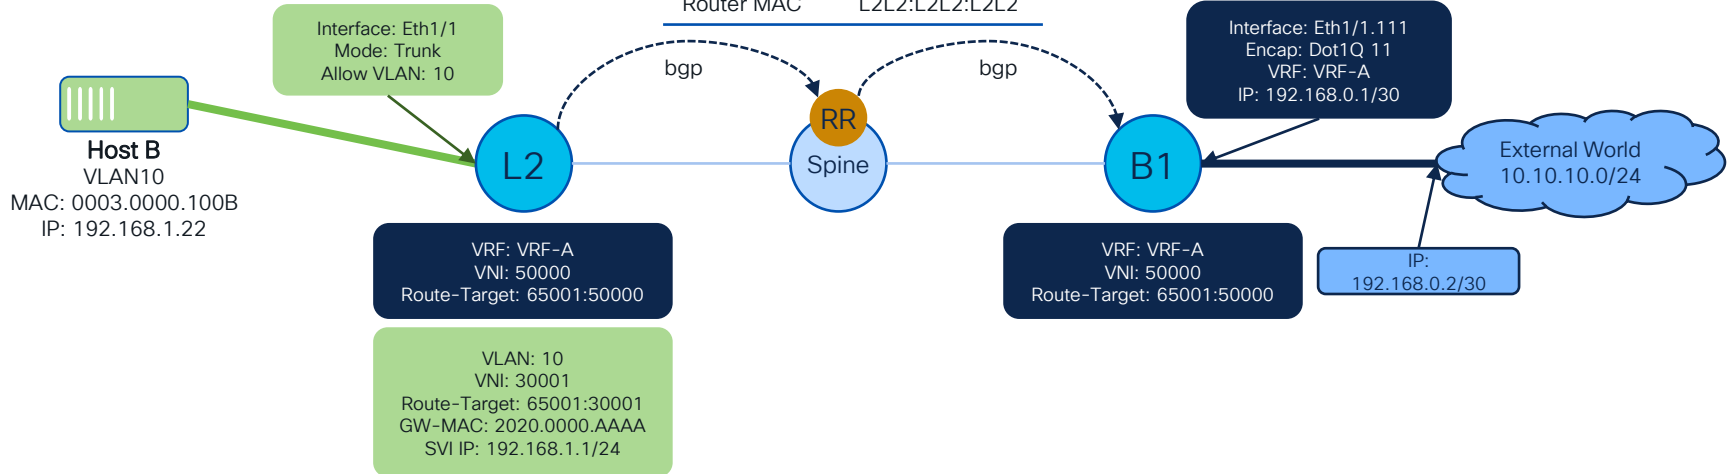 Router MAC L2L2:L2L2:L2L2
Interface: Eth1/1
Mode: Trunk
Allow VLAN: 10
bgp
bgp
Interface: Eth1/1.111
Encap: Dot1Q 11
VRF: VRF-A
IP: 192.168.0.1/30
Host B
VLAN10
MAC: 0003.0000.100B
IP: 192.168.1.22
L2
RR
Spine
B1
External World
10.10.10.0/24
VRF: VRF-A
VNI: 50000
Route-Target: 65001:50000
VRF: VRF-A
VNI: 50000
Route-Target: 65001:50000
IP:
192.168.0.2/30
VLAN: 10
VNI: 30001
Route-Target: 65001:30001
GW-MAC: 2020.0000.AAAA
SVI IP: 192.168.1.1/24